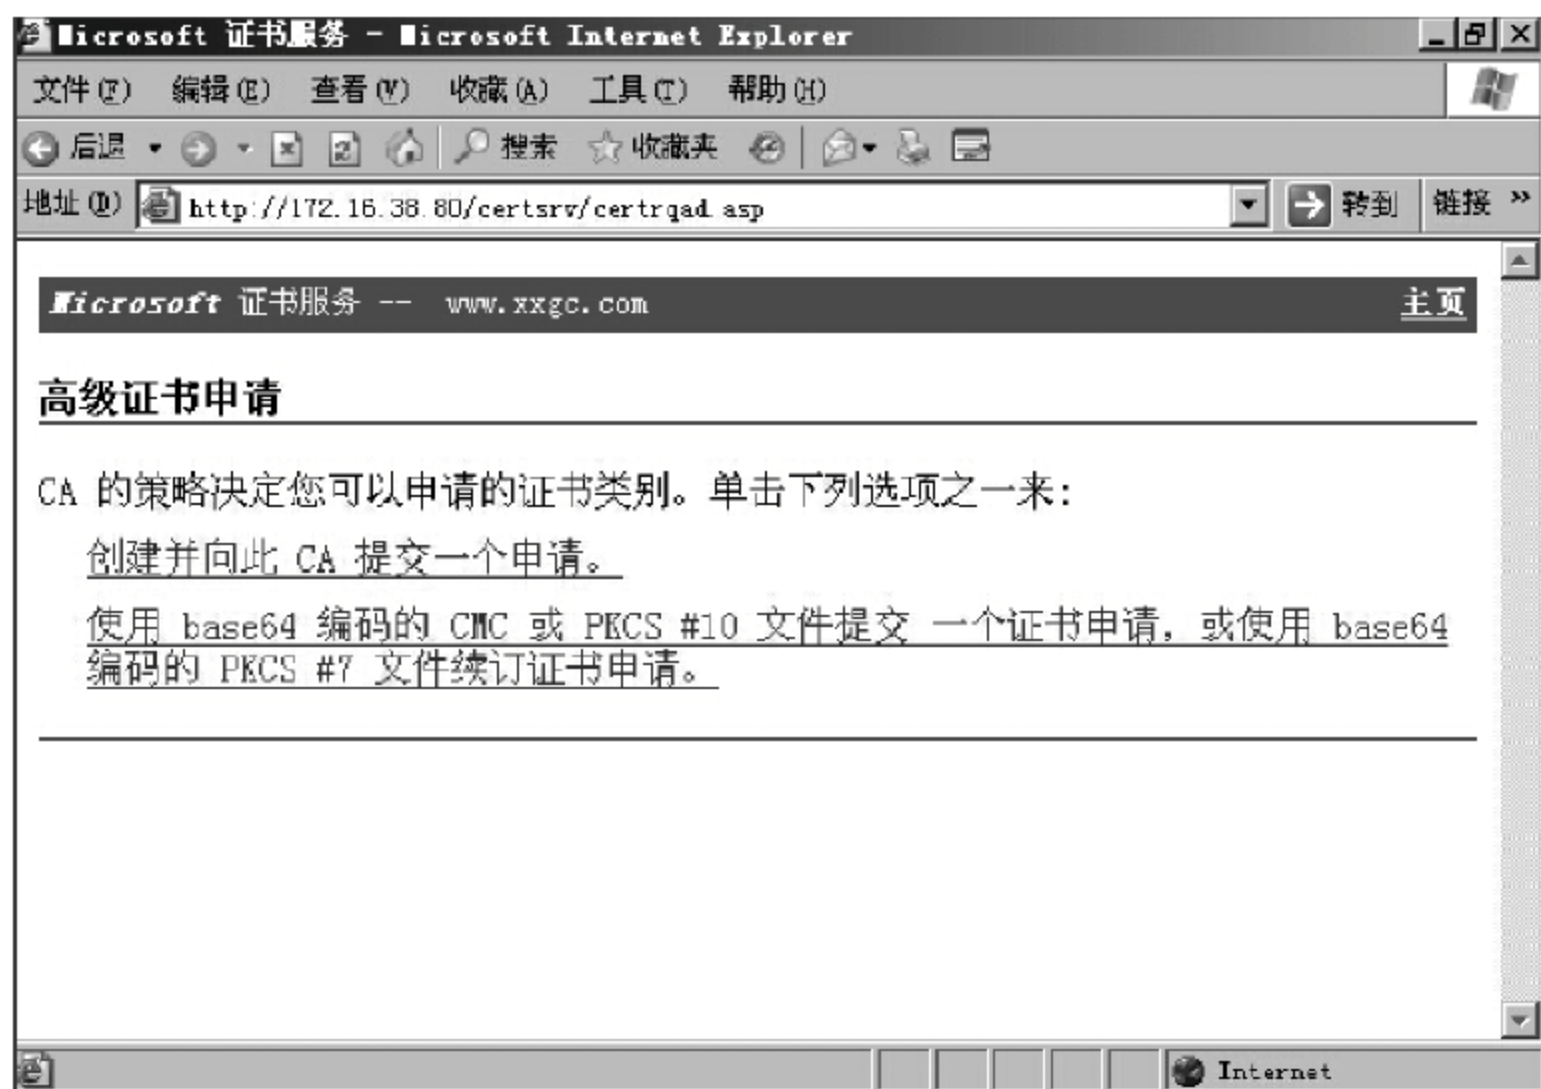 Microsoft 证书服务 - Microsoft Internet Explorer
文件(F) 编辑(E) 查看(V) 收藏(A) 工具(T) 帮助(H)
后退 搜索 收藏夹
地址(D) http://172.16.38.80/certsrv/certrqad.asp 转到 链接 »
Microsoft 证书服务 -- www.xxgc.com 主页
高级证书申请
CA 的策略决定您可以申请的证书类别。单击下列选项之一来:
创建并向此 CA 提交一个申请。
使用 base64 编码的 CMC 或 PKCS #10 文件提交 一个证书申请，或使用 base64
编码的 PKCS #7 文件续订证书申请。
Internet